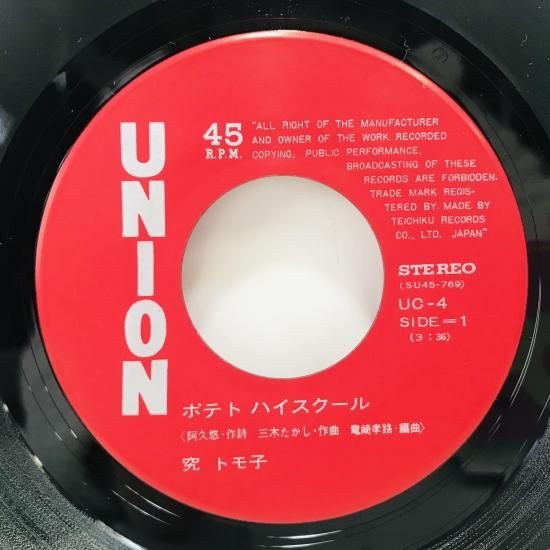 UNION
45
R.P.M.
"ALL RIGHT OF THE MANUFACTURER
AND OWNER OF THE WORK. RECORDED
COPYING, PUBLIC PERFORMANCE,
BROADCASTING OF THESE
RECORDS ARE FORBIDDEN.
TRADE MARK REGIS-
TERED BY. MADE BY
TEICHIKU RECORDS
CO., LTD. JAPAN"
STEREO
(SU45-769)
UC-4
SIDE=1
(3:36)
ポテト ハイスクール
〈阿久悠・作詩 三木たかし・作曲 竜崎孝路・編曲〉
究 トモ子